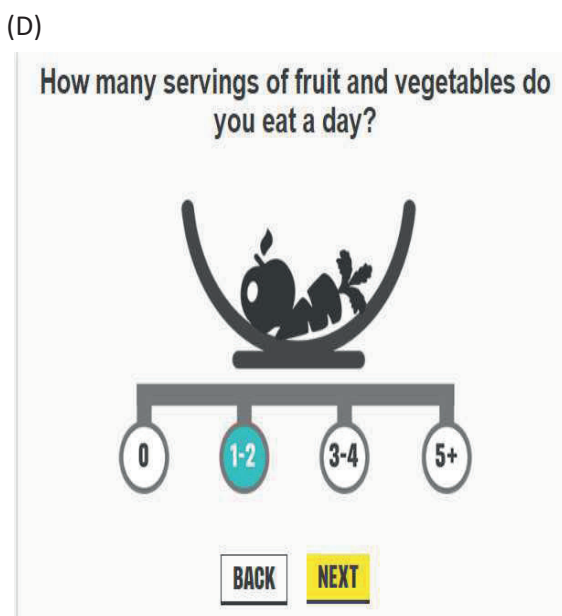 (D)
How many servings of fruit and vegetables do
you eat a day?
0 1-2 3-4 5+
BACK NEXT